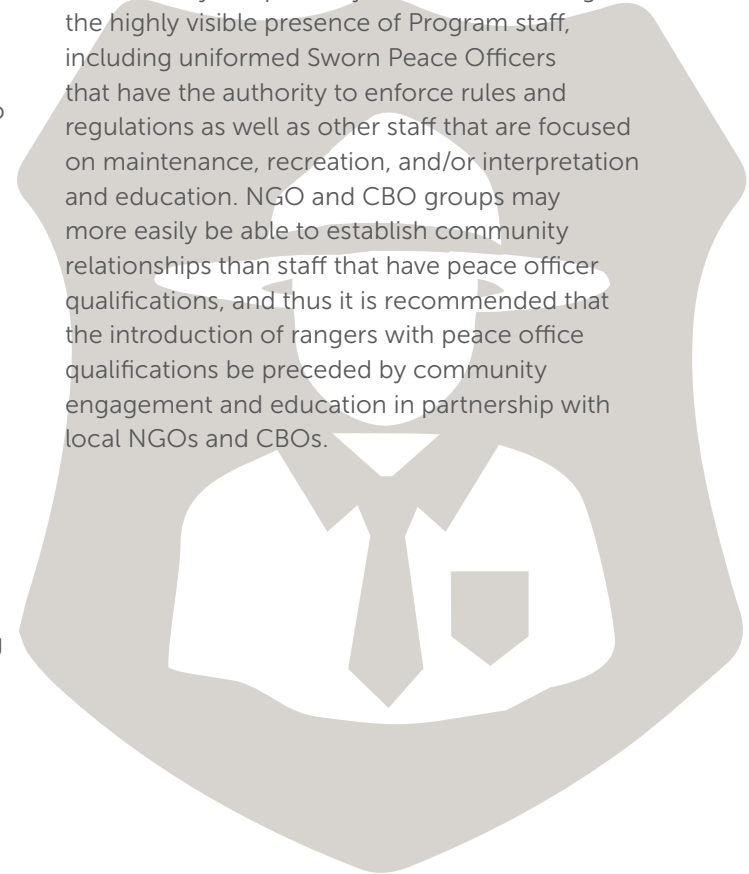 the highly visible presence of Program staff,
including uniformed Sworn Peace Officers
that have the authority to enforce rules and
regulations as well as other staff that are focused
on maintenance, recreation, and/or interpretation
and education. NGO and CBO groups may
more easily be able to establish community
relationships than staff that have peace officer
qualifications, and thus it is recommended that
the introduction of rangers with peace office
qualifications be preceded by community
engagement and education in partnership with
local NGOs and CBOs.